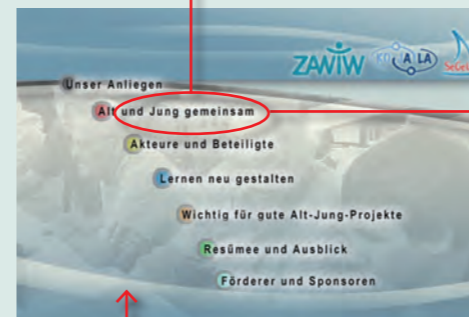 ZAWiW
KOJALA
Unser Anliegen
Alt und Jung gemeinsam
Akteure und Beteiligte
Lernen neu gestalten
Wichtig für gute Alt-Jung-Projekte
Resümee und Ausblick
Förderer und Sponsoren